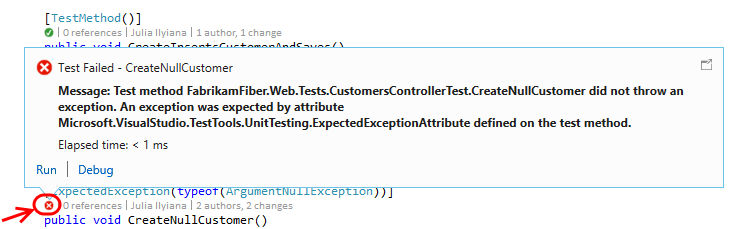 [TestMethod()]
0 references | Julia Ilyiana | 1 author, 1 change
public void CreateInsertsCustomerAndSaves()
Test Failed - CreateNullCustomer
Message: Test method FabrikamFiber.Web.Tests.CustomersControllerTest.CreateNullCustomer did not throw an
exception. An exception was expected by attribute
Microsoft.VisualStudio.TestTools.UnitTesting.ExpectedExceptionAttribute defined on the test method.
Elapsed time: < 1 ms
Run | Debug
xpectedException(typeof(ArgumentNullException))]
0 references | Julia Ilyiana | 2 authors, 2 changes
public void CreateNullCustomer()